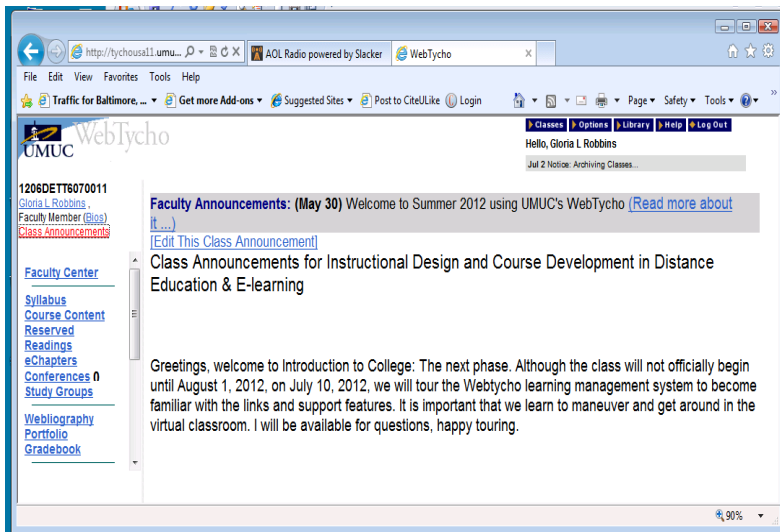 http://tychousa11.umu...
AOL Radio powered by Slacker
WebTycho
File Edit View Favorites Tools Help
Traffic for Baltimore, ...
Get more Add-ons
Suggested Sites
Post to CiteULike
Login
Page Safety Tools
UMUC WebTycho
Classes Options Library Help Log Out
Hello, Gloria L Robbins
Jul 2 Notice: Archiving Classes...
1206DETT6070011
Gloria L Robbins ,
Faculty Member (Bios)
Class Announcements
Faculty Center
Syllabus
Course Content
Reserved
Readings
eChapters
Conferences
Study Groups
Webliography
Portfolio
Gradebook
Faculty Announcements: (May 30) Welcome to Summer 2012 using UMUC's WebTycho (Read more about
it ...)
[Edit This Class Announcement]
Class Announcements for Instructional Design and Course Development in Distance
Education & E-learning
Greetings, welcome to Introduction to College: The next phase. Although the class will not officially begin
until August 1, 2012, on July 10, 2012, we will tour the Webtycho learning management system to become
familiar with the links and support features. It is important that we learn to maneuver and get around in the
virtual classroom. I will be available for questions, happy touring.
90%